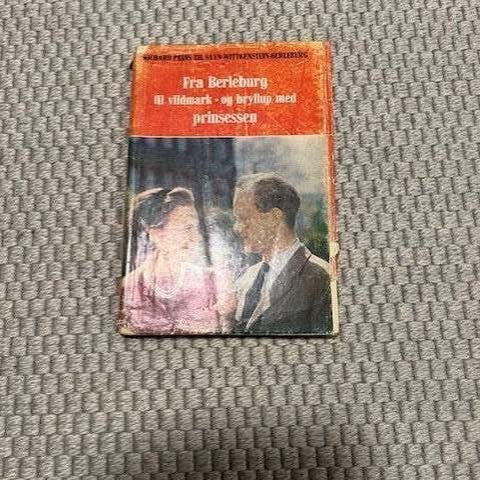 RICHARD PRINS TIL SAYN-WITTGENSTEIN-BERLEBURG
Fra Berleburg
til vildmark - og bryllup med
prinsessen